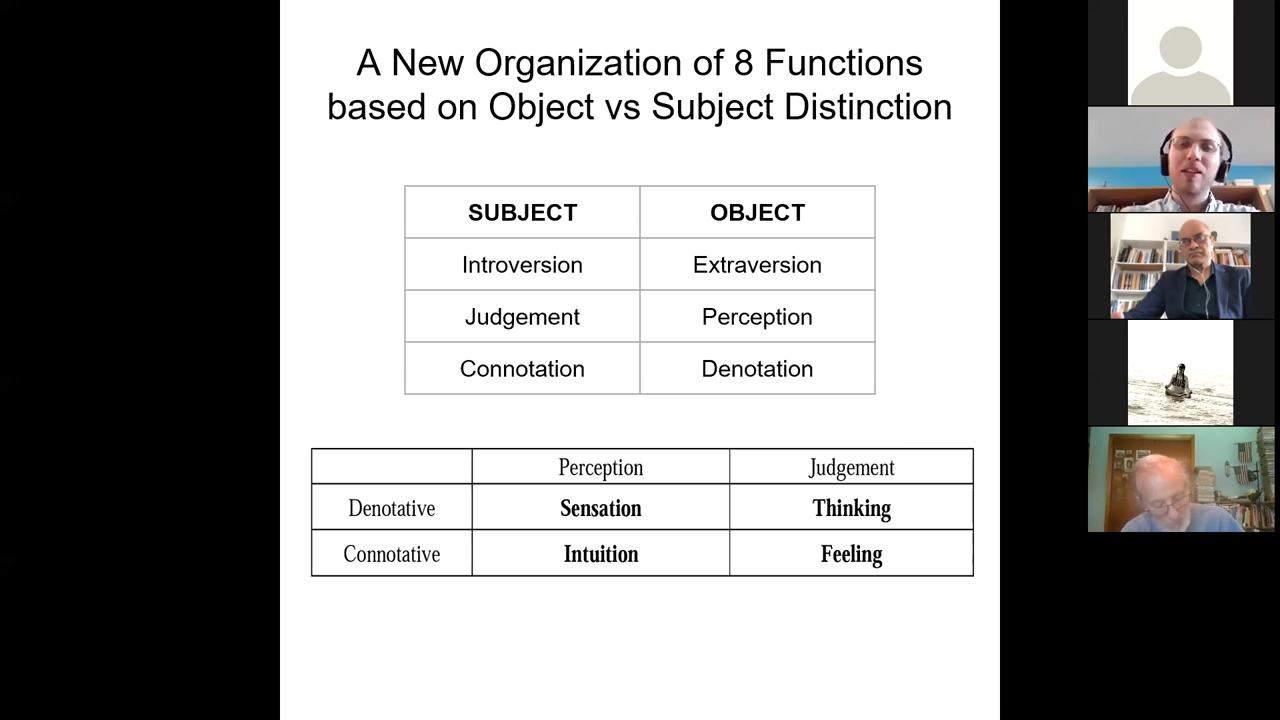 A New Organization of 8 Functions
based on Object vs Subject Distinction
SUBJECT OBJECT
Introversion Extraversion
Judgement Perception
Connotation Denotation
Perception Judgement
Denotative Sensation Thinking
Connotative Intuition Feeling